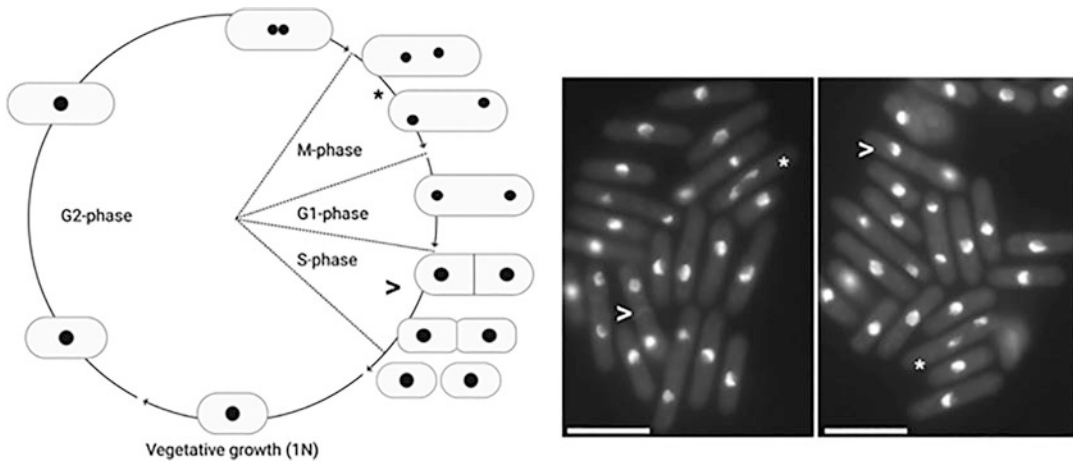 *
M-phase
G2-phase
G1-phase
S-phase
>
Vegetative growth (1N)
*
>
>
*